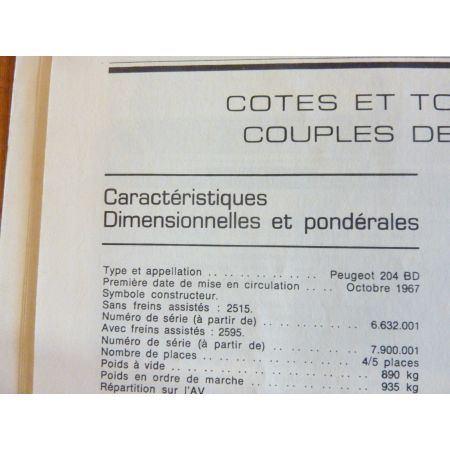 COTES ET TO
COUPLES DE
Caractéristiques
Dimensionnelles et pondérales
Type et appellation .. .. .. .. .. .. .. .. Peugeot 204 BD
Première date de mise en circulation .. .. .. Octobre 1967
Symbole constructeur.
Sans freins assistés : 2515.
Numéro de série (à partir de) .. .. .. .. .. .. 6.632.001
Avec freins assistés : 2595.
Numéro de série (à partir de) .. .. .. .. .. .. 7.900.001
Nombre de places .. .. .. .. .. .. .. .. .. 4/5 places
Poids à vide .. .. .. .. .. .. .. .. .. .. 890 kg
Poids en ordre de marche .. .. .. .. .. .. .. 935 kg
Répartition sur l'AV